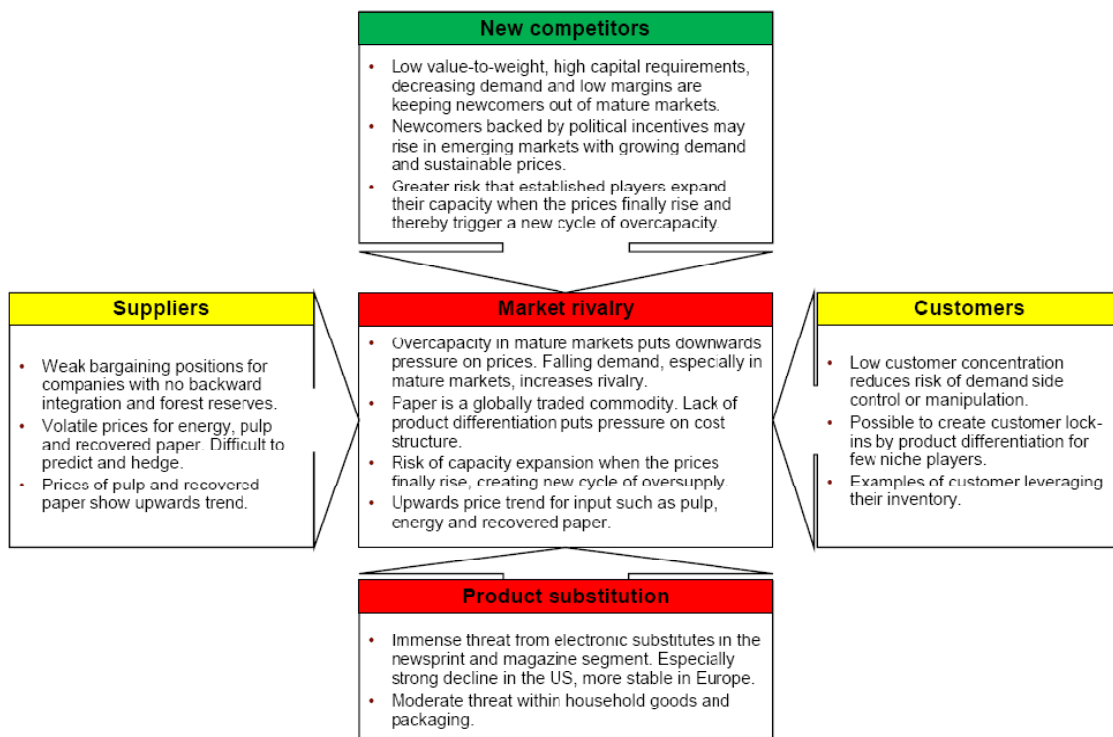 New competitors
• Low value-to-weight, high capital requirements,
decreasing demand and low margins are
keeping newcomers out of mature markets.
• Newcomers backed by political incentives may
rise in emerging markets with growing demand
and sustainable prices.
• Greater risk that established players expand
their capacity when the prices finally rise and
thereby trigger a new cycle of overcapacity.
Suppliers
• Weak bargaining positions for
companies with no backward
integration and forest reserves.
• Volatile prices for energy, pulp
and recovered paper. Difficult to
predict and hedge.
• Prices of pulp and recovered
paper show upwards trend.
Market rivalry
• Overcapacity in mature markets puts downwards
pressure on prices. Falling demand, especially in
mature markets, increases rivalry.
• Paper is a globally traded commodity. Lack of
product differentiation puts pressure on cost
structure.
• Risk of capacity expansion when the prices
finally rise, creating new cycle of oversupply.
• Upwards price trend for input such as pulp,
energy and recovered paper.
Customers
• Low customer concentration
reduces risk of demand side
control or manipulation.
• Possible to create customer lock-
ins by product differentiation for
few niche players.
• Examples of customer leveraging
their inventory.
Product substitution
• Immense threat from electronic substitutes in the
newsprint and magazine segment. Especially
strong decline in the US, more stable in Europe.
• Moderate threat within household goods and
packaging.